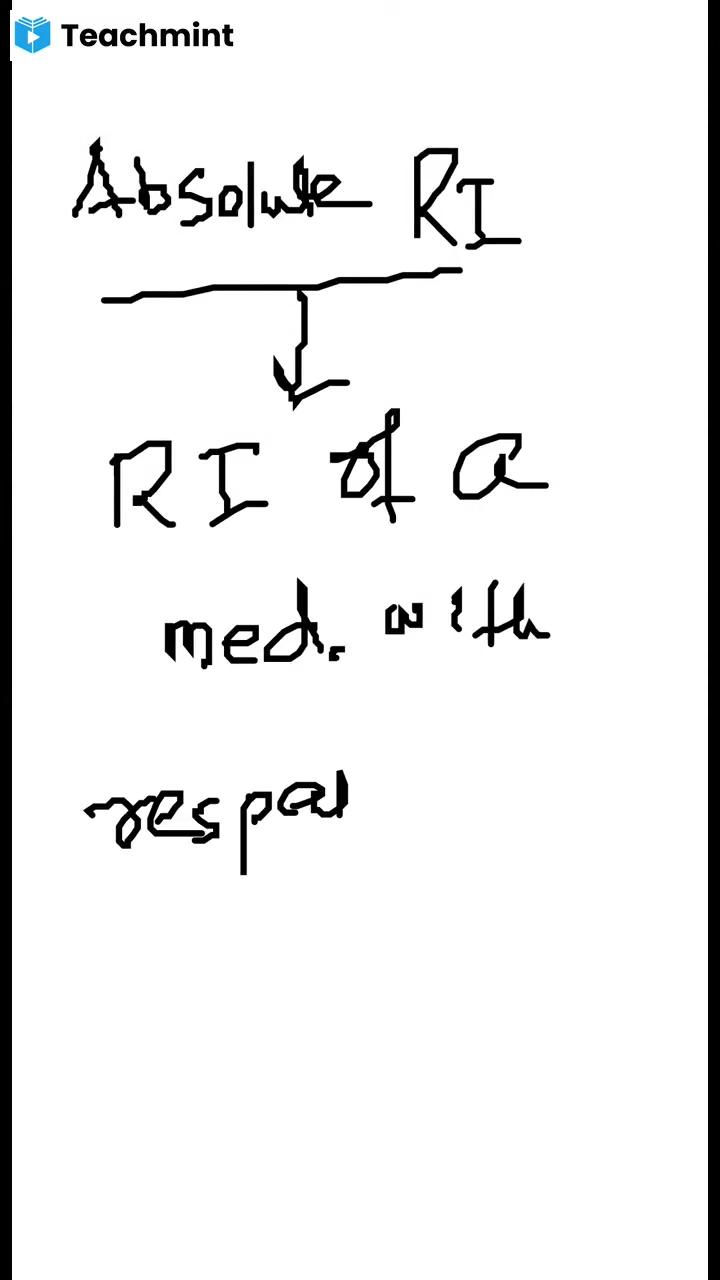 Teachmint
Absolute RI
RI of a
med. with
respect